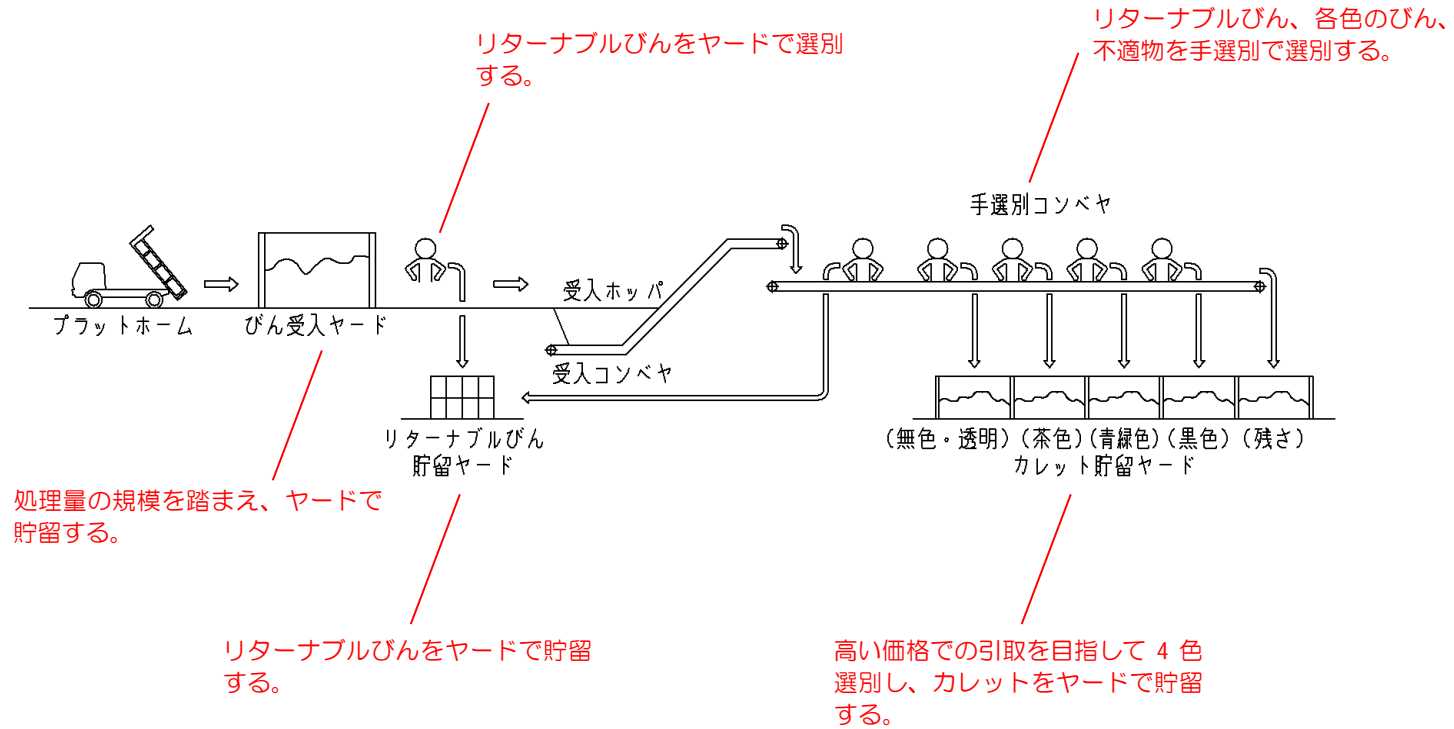 リターナブルびん、各色のびん、
不適物を手選別で選別する。
リターナブルびんをヤードで選別
する。
手選別コンベヤ
受入ホッパ
プラットホーム
びん受入ヤード
受入コンベヤ
リターナブルびん
貯留ヤード
(無色・透明)(茶色)(青緑色)(黒色)(残さ)
カレット貯留ヤード
処理量の規模を踏まえ、ヤードで
貯留する。
リターナブルびんをヤードで貯留
する。
高い価格での引取を目指して 4 色
選別し、カレットをヤードで貯留
する。